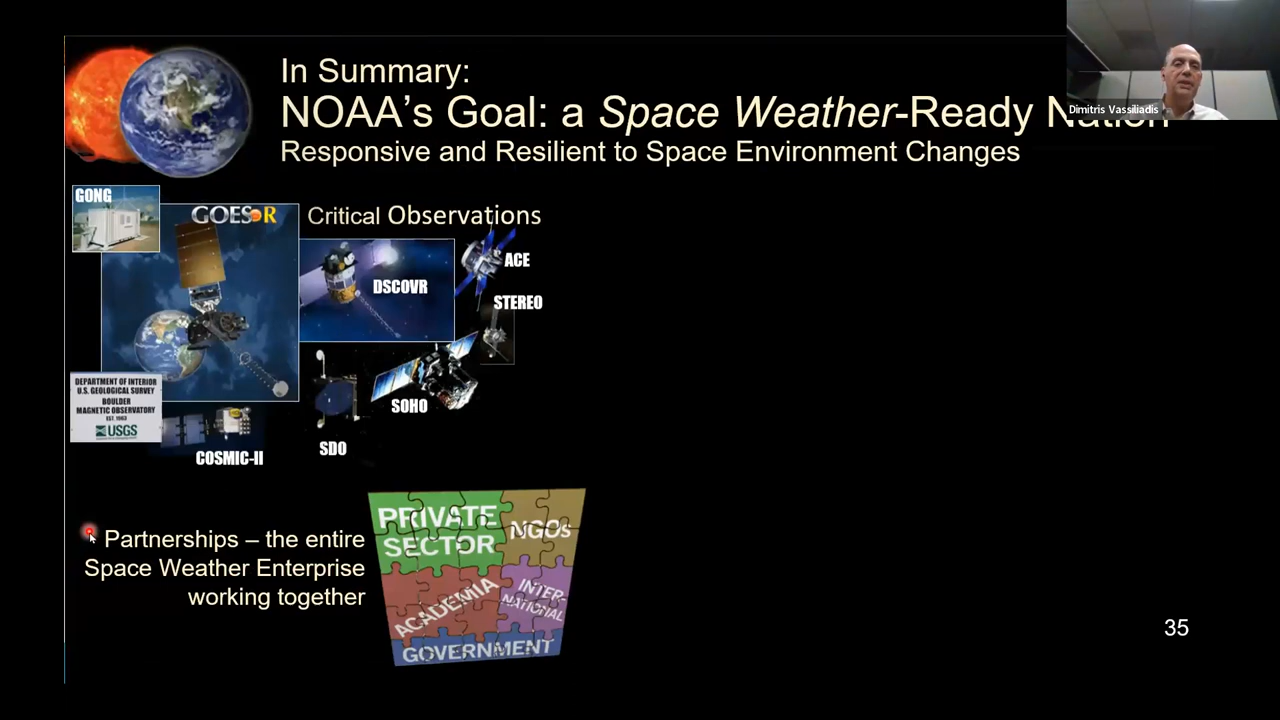 In Summary:
NOAA's Goal: a Space Weather-Ready Nation
Responsive and Resilient to Space Environment Changes
Dimitris Vassiliadis
GONG
GOES-R
Critical Observations
DSCOVR
ACE
STEREO
SOHO
SDO
DEPARTMENT OF INTERIOR
U.S. GEOLOGICAL SURVEY
BOULDER
MAGNETIC OBSERVATORY
EST. 1963
USGS
COSMIC-II
Partnerships – the entire
Space Weather Enterprise
working together
PRIVATE
SECTOR
NGOs
ACADEMIA
INTER-
NATIONAL
GOVERNMENT
35